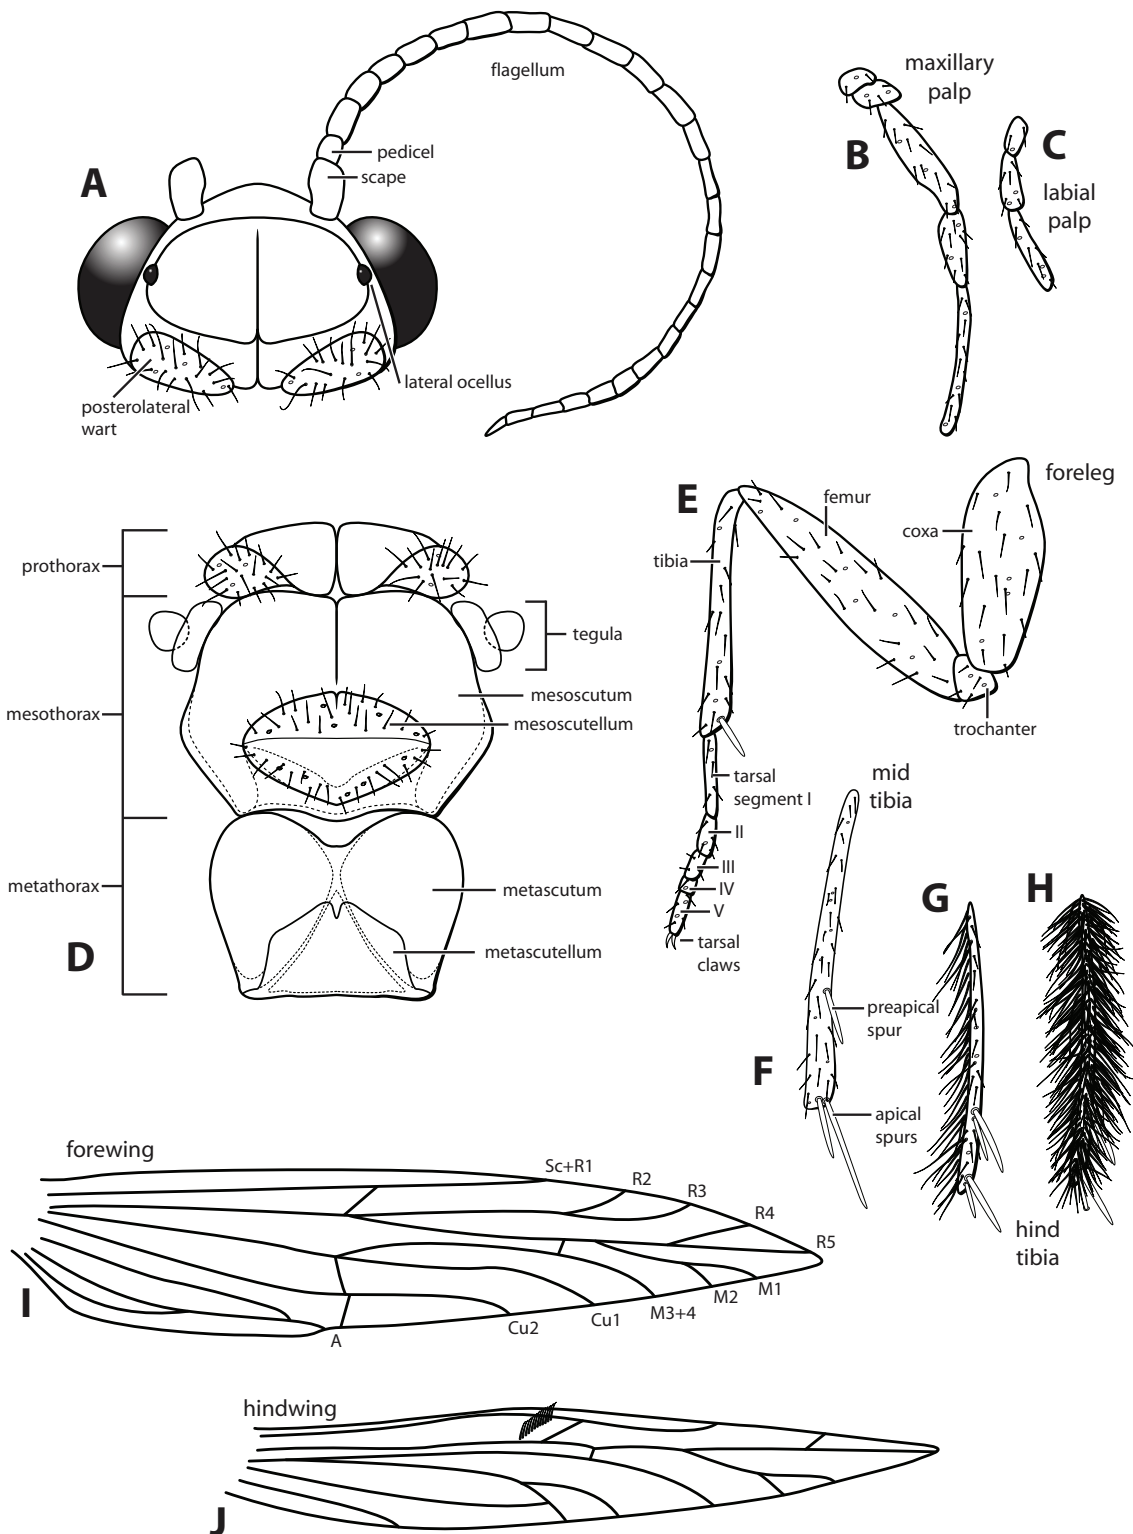 flagellum
pedicel
scape
A
lateral ocellus
posterolateral
wart
maxillary
palp
B
C
labial
palp
D
prothorax
mesothorax
metathorax
tegula
mesoscutum
mesoscutellum
metascutum
metascutellum
E
foreleg
femur
coxa
tibia
trochanter
tarsal
segment I
II
III
IV
V
tarsal
claws
mid
tibia
F
preapical
spur
apical
spurs
G
H
hind
tibia
forewing
Sc+R1
R2
R3
R4
R5
M1
M2
M3+4
Cu1
Cu2
A
I
hindwing
J